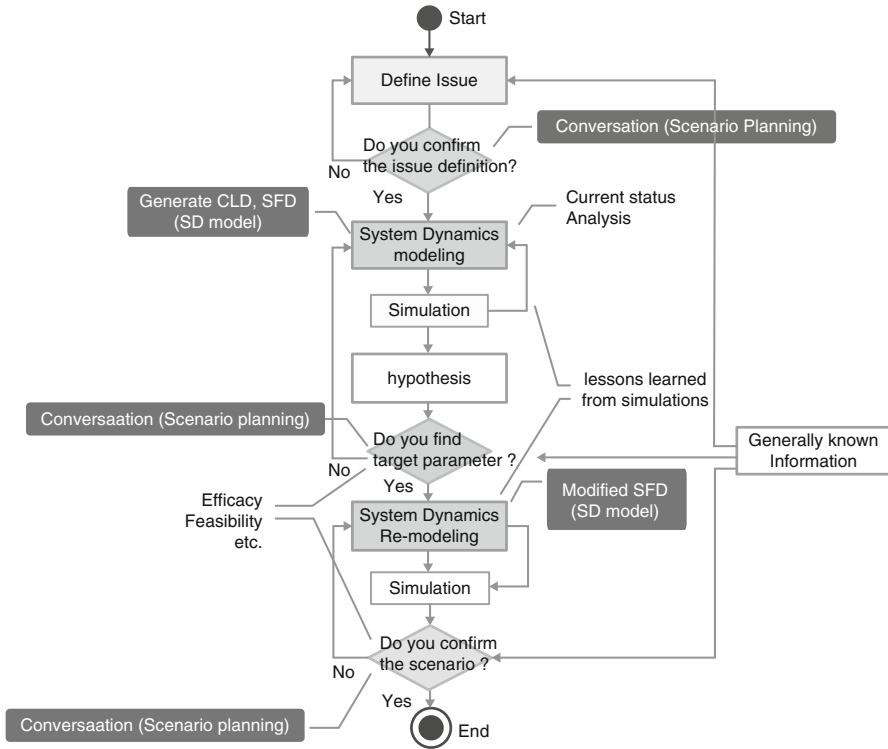 Start
Define Issue
Do you confirm
the issue definition?
Conversation (Scenario Planning)
No
Yes
Generate CLD, SFD
(SD model)
Current status
Analysis
System Dynamics
modeling
Simulation
hypothesis
lessons learned
from simulations
Conversaation (Scenario planning)
Do you find
target parameter ?
Generally known
Information
No
Yes
Efficacy
Feasibility
etc.
System Dynamics
Re-modeling
Modified SFD
(SD model)
Simulation
Do you confirm
the scenario ?
No
Yes
Conversaation (Scenario planning)
End